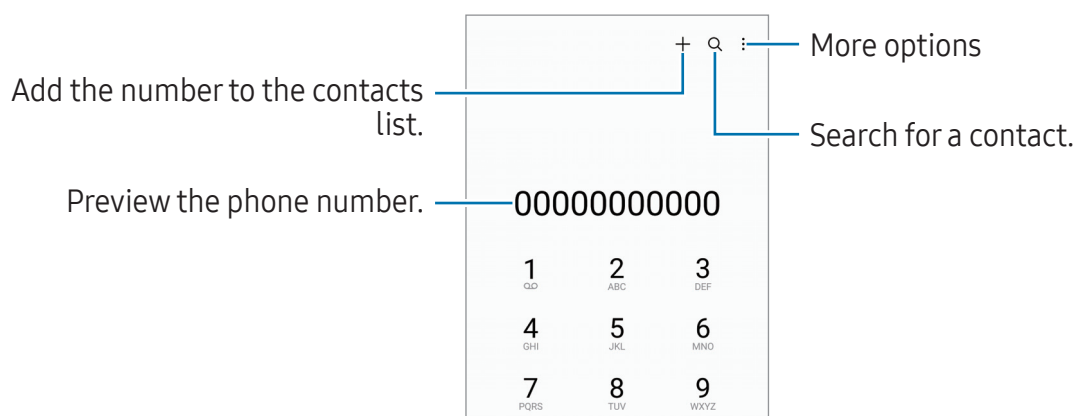 More options
Add the number to the contacts
list.
Search for a contact.
Preview the phone number.
00000000000
1 2 3
ABC DEF
4 5 6
GHI JKL MNO
7 8 9
PQRS TUV WXYZ